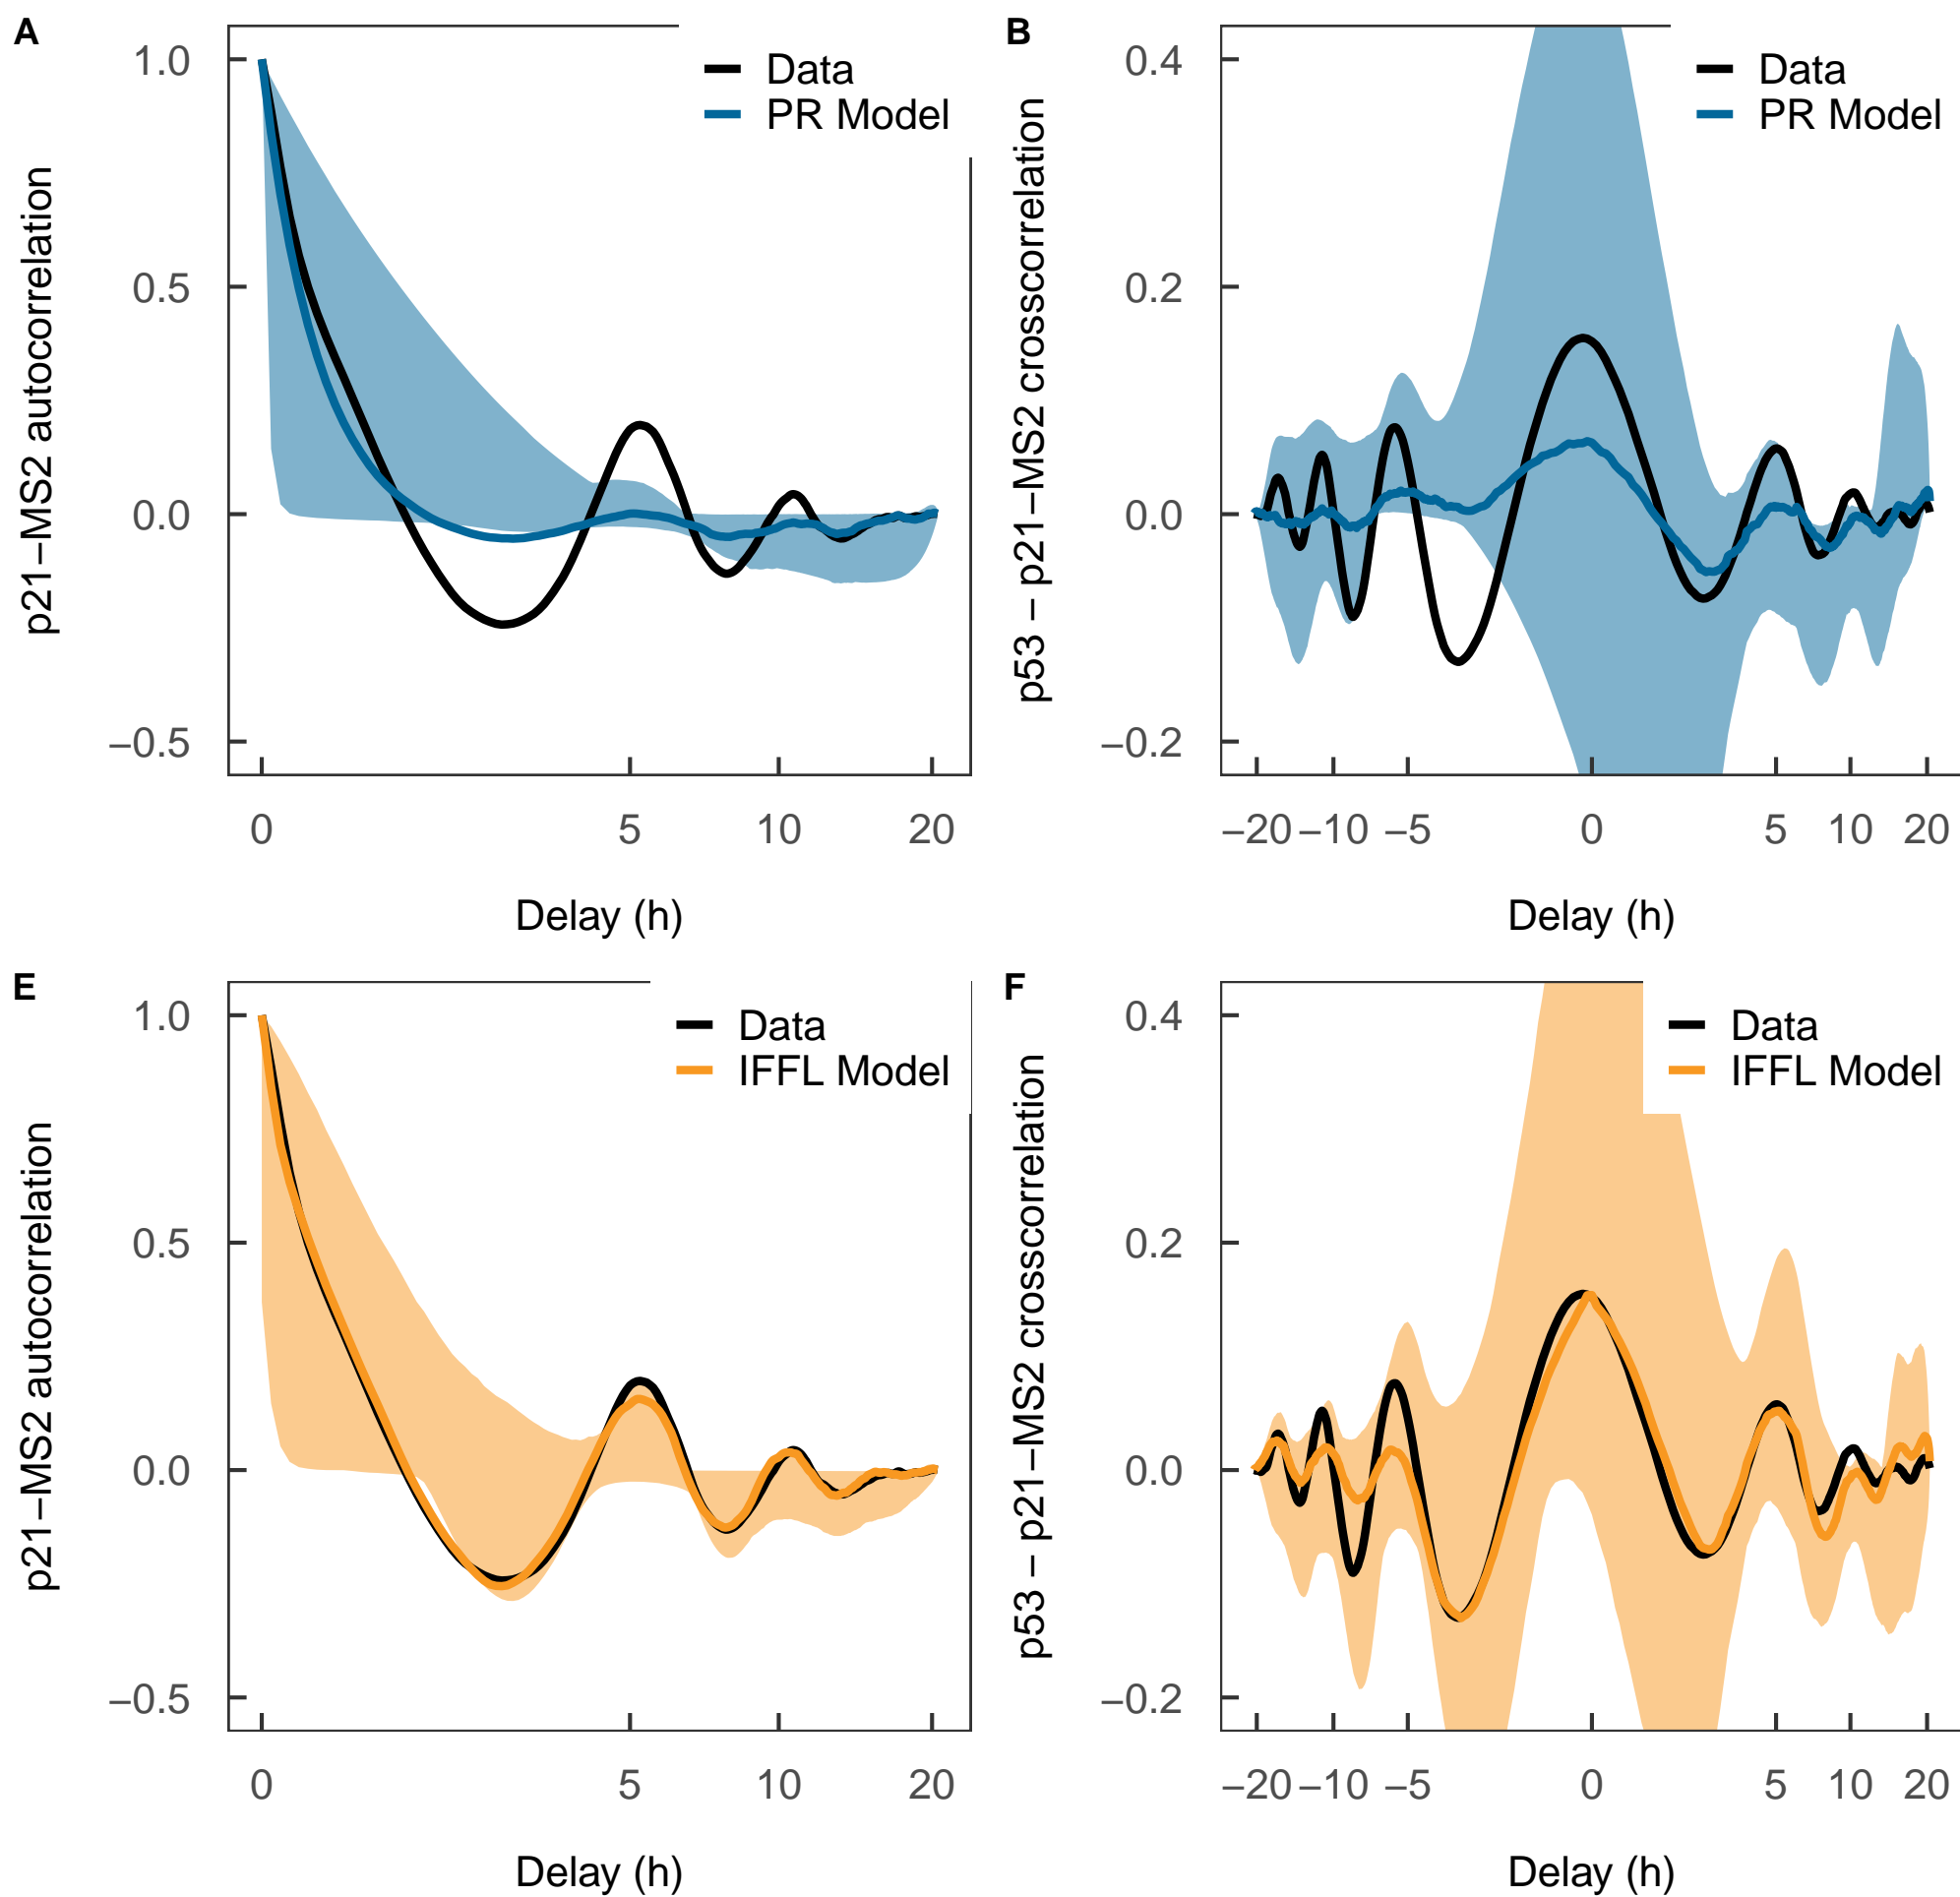 A
p21−MS2 autocorrelation
1.0
0.5
0.0
−0.5
Data
PR Model
0 5 10 20
Delay (h)
B
p53 − p21−MS2 crosscorrelation
0.4
0.2
0.0
−0.2
Data
PR Model
−20 −10 −5 0 5 10 20
Delay (h)
E
p21−MS2 autocorrelation
1.0
0.5
0.0
−0.5
Data
IFFL Model
0 5 10 20
Delay (h)
F
p53 − p21−MS2 crosscorrelation
0.4
0.2
0.0
−0.2
Data
IFFL Model
−20 −10 −5 0 5 10 20
Delay (h)